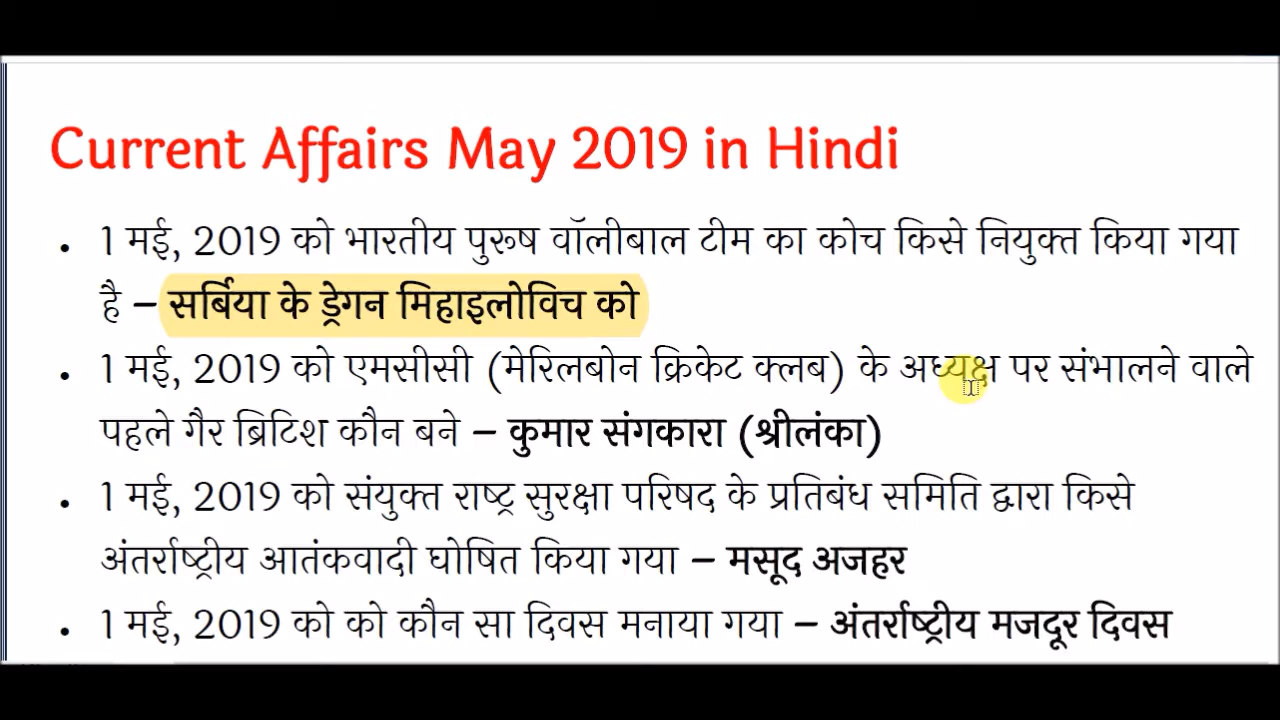 Current Affairs May 2019 in Hindi
• 1 मई, 2019 को भारतीय पुरूष वॉलीबाल टीम का कोच किसे नियुक्त किया गया
है – सर्बिया के ड्रेगन मिहाइलोविच को
• 1 मई, 2019 को एमसीसी (मेरिलबोन क्रिकेट क्लब) के अध्यक्ष पर संभालने वाले
पहले गैर ब्रिटिश कौन बने – कुमार संगकारा (श्रीलंका)
• 1 मई, 2019 को संयुक्त राष्ट्र सुरक्षा परिषद के प्रतिबंध समिति द्वारा किसे
अंतर्राष्ट्रीय आतंकवादी घोषित किया गया – मसूद अजहर
• 1 मई, 2019 को को कौन सा दिवस मनाया गया – अंतर्राष्ट्रीय मजदूर दिवस